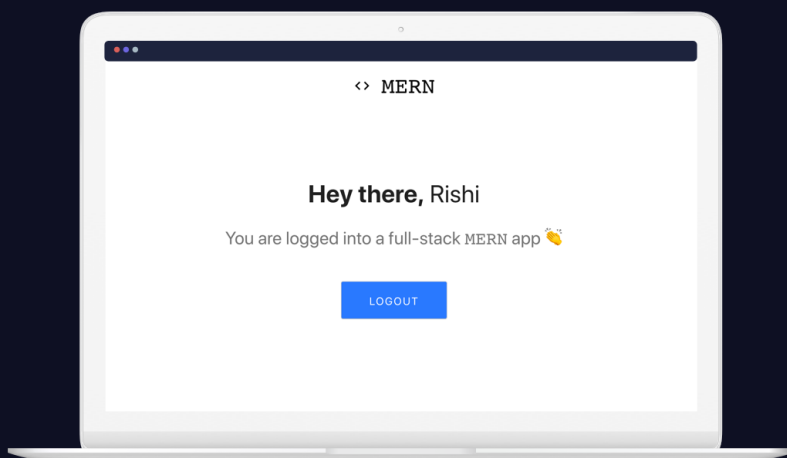 <> MERN
Hey there, Rishi
You are logged into a full-stack MERN app 👏
LOGOUT